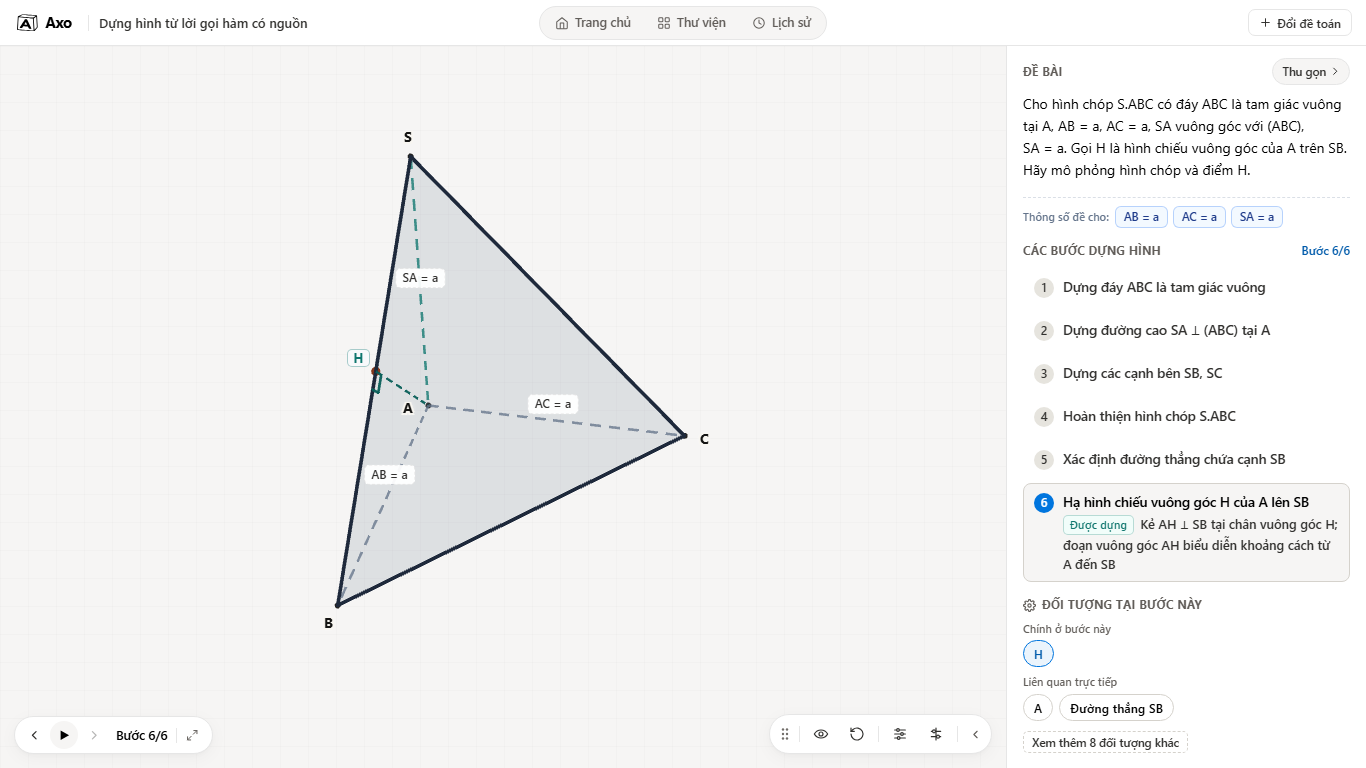 Axo
Dựng hình từ lời gọi hàm có nguồn
Trang chủ
Thư viện
Lịch sử
Đổi đề toán
S
SA = a
H
A
AC = a
C
AB = a
B
Bước 6/6
ĐỀ BÀI
Thu gọn
Cho hình chóp S.ABC có đáy ABC là tam giác vuông
tại A, AB = a, AC = a, SA vuông góc với (ABC),
SA = a. Gọi H là hình chiếu vuông góc của A trên SB.
Hãy mô phỏng hình chóp và điểm H.
Thông số đề cho:
AB = a
AC = a
SA = a
CÁC BƯỚC DỰNG HÌNH
Bước 6/6
1 Dựng đáy ABC là tam giác vuông
2 Dựng đường cao SA ⊥ (ABC) tại A
3 Dựng các cạnh bên SB, SC
4 Hoàn thiện hình chóp S.ABC
5 Xác định đường thẳng chứa cạnh SB
6 Hạ hình chiếu vuông góc H của A lên SB
Được dựng Kẻ AH ⊥ SB tại chân vuông góc H;
đoạn vuông góc AH biểu diễn khoảng cách từ
A đến SB
ĐỐI TƯỢNG TẠI BƯỚC NÀY
Chính ở bước này
H
Liên quan trực tiếp
A
Đường thẳng SB
Xem thêm 8 đối tượng khác